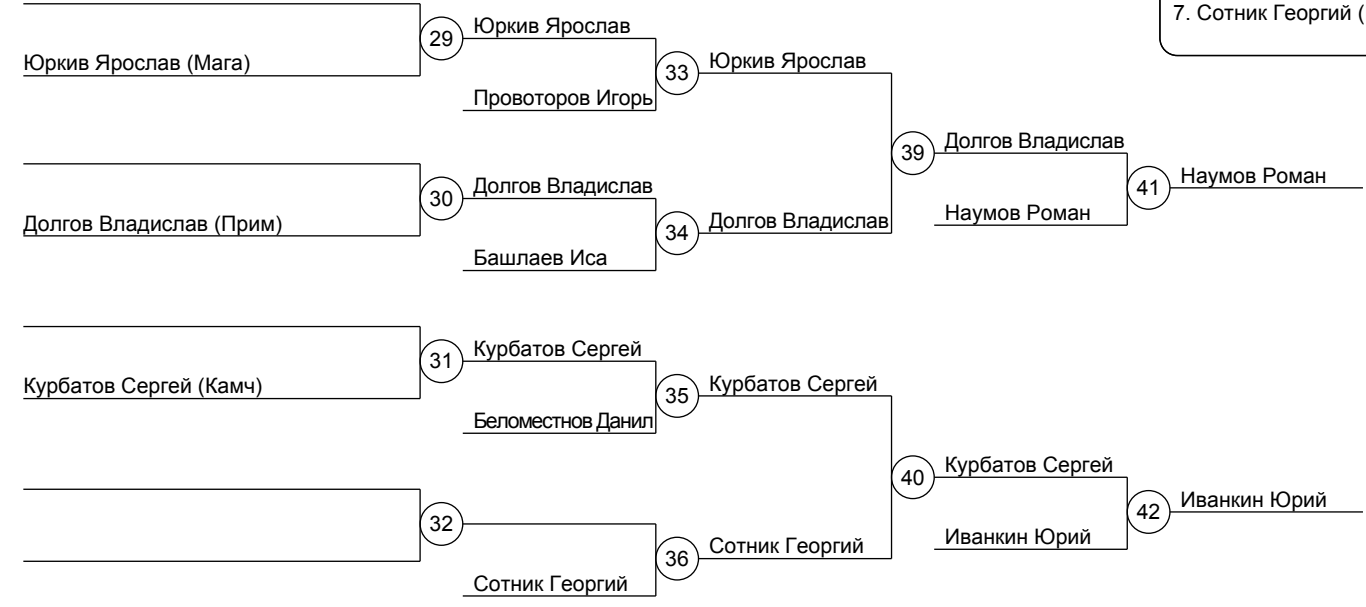 7. Сотник Георгий (
Юркив Ярослав
29
Юркив Ярослав (Мага)
Юркив Ярослав
33
Провоторов Игорь
Долгов Владислав
39
Долгов Владислав
30
Наумов Роман
41
Долгов Владислав (Прим)
Наумов Роман
Долгов Владислав
34
Башлаев Иса
Курбатов Сергей
31
Курбатов Сергей (Камч)
Курбатов Сергей
35
Беломестнов Данил
Курбатов Сергей
40
Иванкин Юрий
42
32
Иванкин Юрий
Сотник Георгий
36
Сотник Георгий